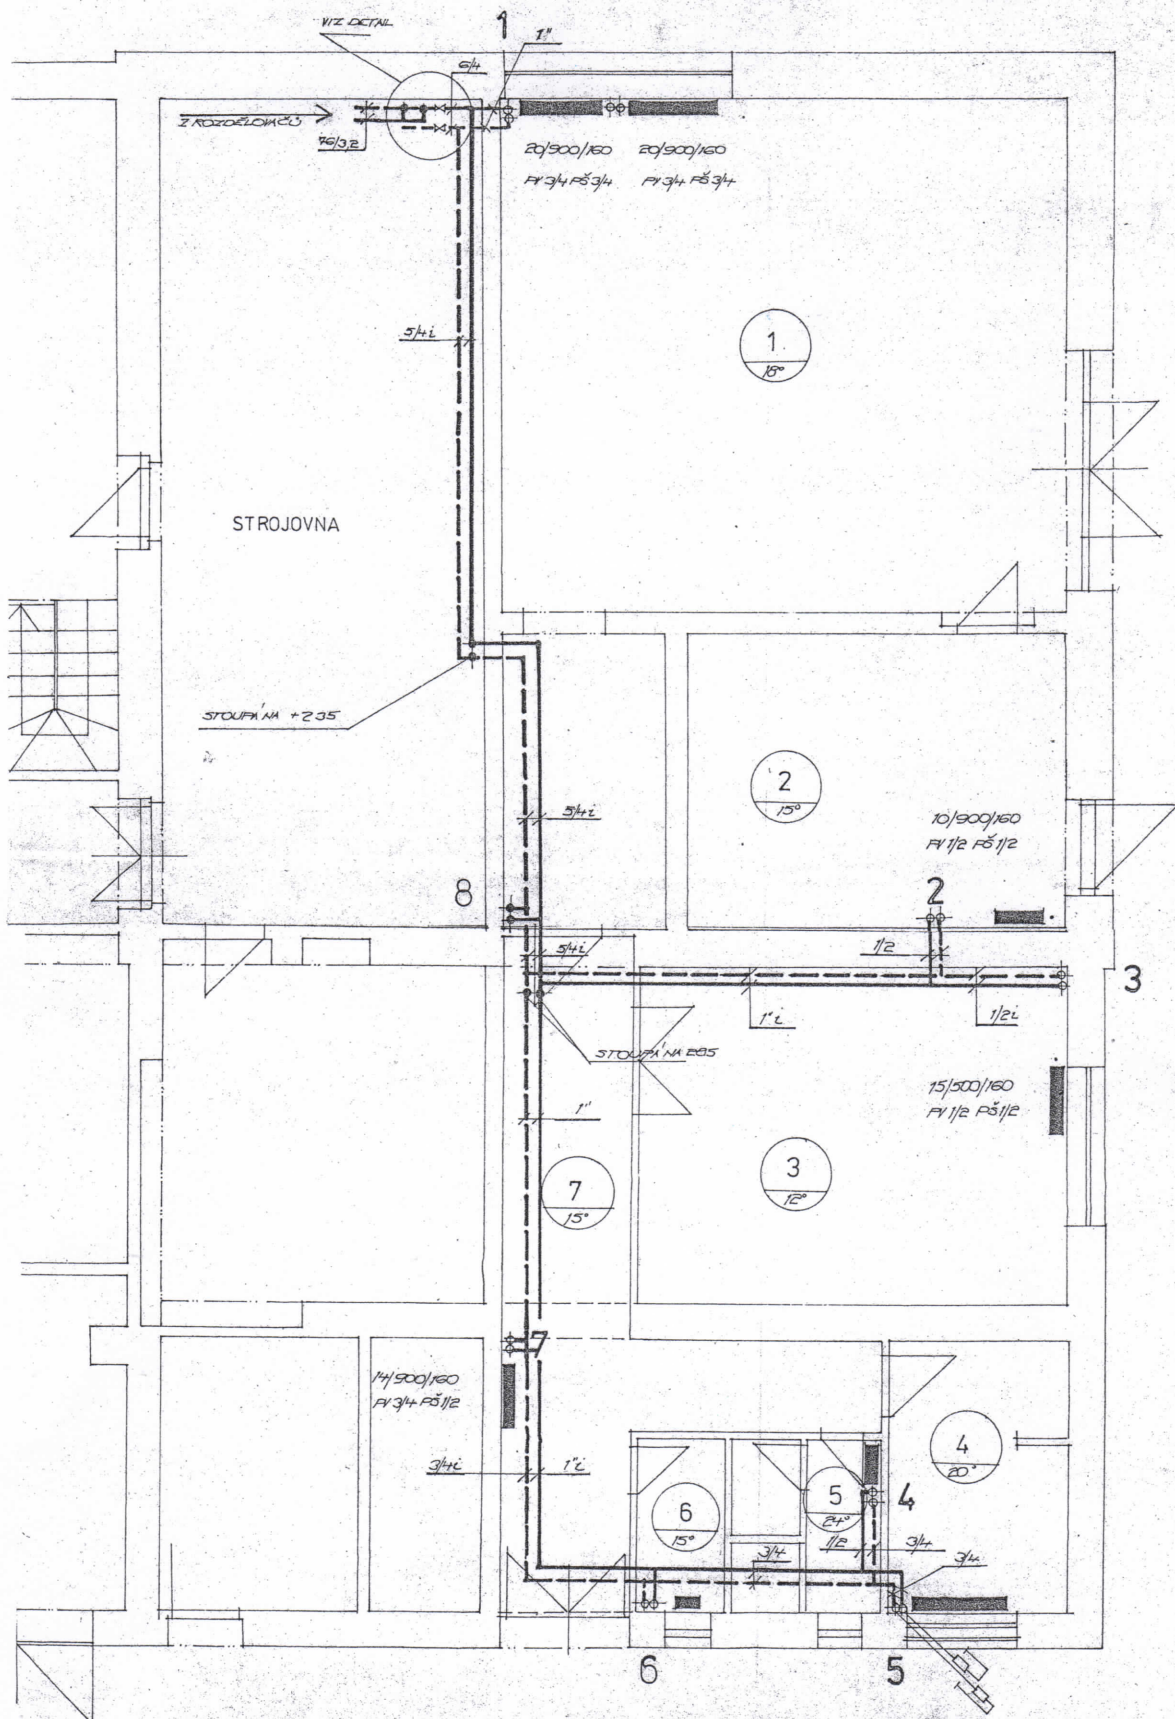 VIZ DETAIL
1
1"
6/4
Z ROZDĚLOVAČŮ
76/3,2
20/900/160 20/900/160
PV 3/4 PŠ 3/4 PV 3/4 PŠ 3/4
5/4i
1
18°
STROJOVNA
STOUPÁ NA +235
2
15°
5/4i
10/900/160
PV 1/2 PŠ 1/2
8
2
1/2
5/4i
3
1"i
1/2i
STOUPÁ NA
1"
15/500/160
PV 1/2 PŠ 1/2
3
12°
7
15°
7
14/900/160
PV 3/4 PŠ 1/2
3/4i
1"i
4
20°
5
24°
4
6
15°
1/2
3/4
3/4
3/4
6
5